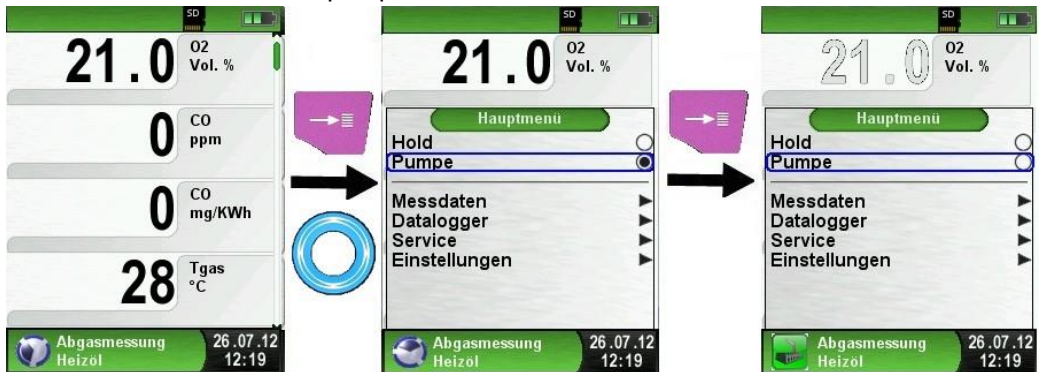 SD
21.0 O2 Vol. %
0 CO ppm
0 CO mg/KWh
28 Tgas °C
Abgasmessung 26.07.12
Heizöl 12:19
SD
21.0 O2 Vol. %
Hauptmenü
Hold
Pumpe
Messdaten
Datalogger
Service
Einstellungen
Abgasmessung 26.07.12
Heizöl 12:19
SD
21.0 O2 Vol. %
Hauptmenü
Hold
Pumpe
Messdaten
Datalogger
Service
Einstellungen
Abgasmessung 26.07.12
Heizöl 12:19